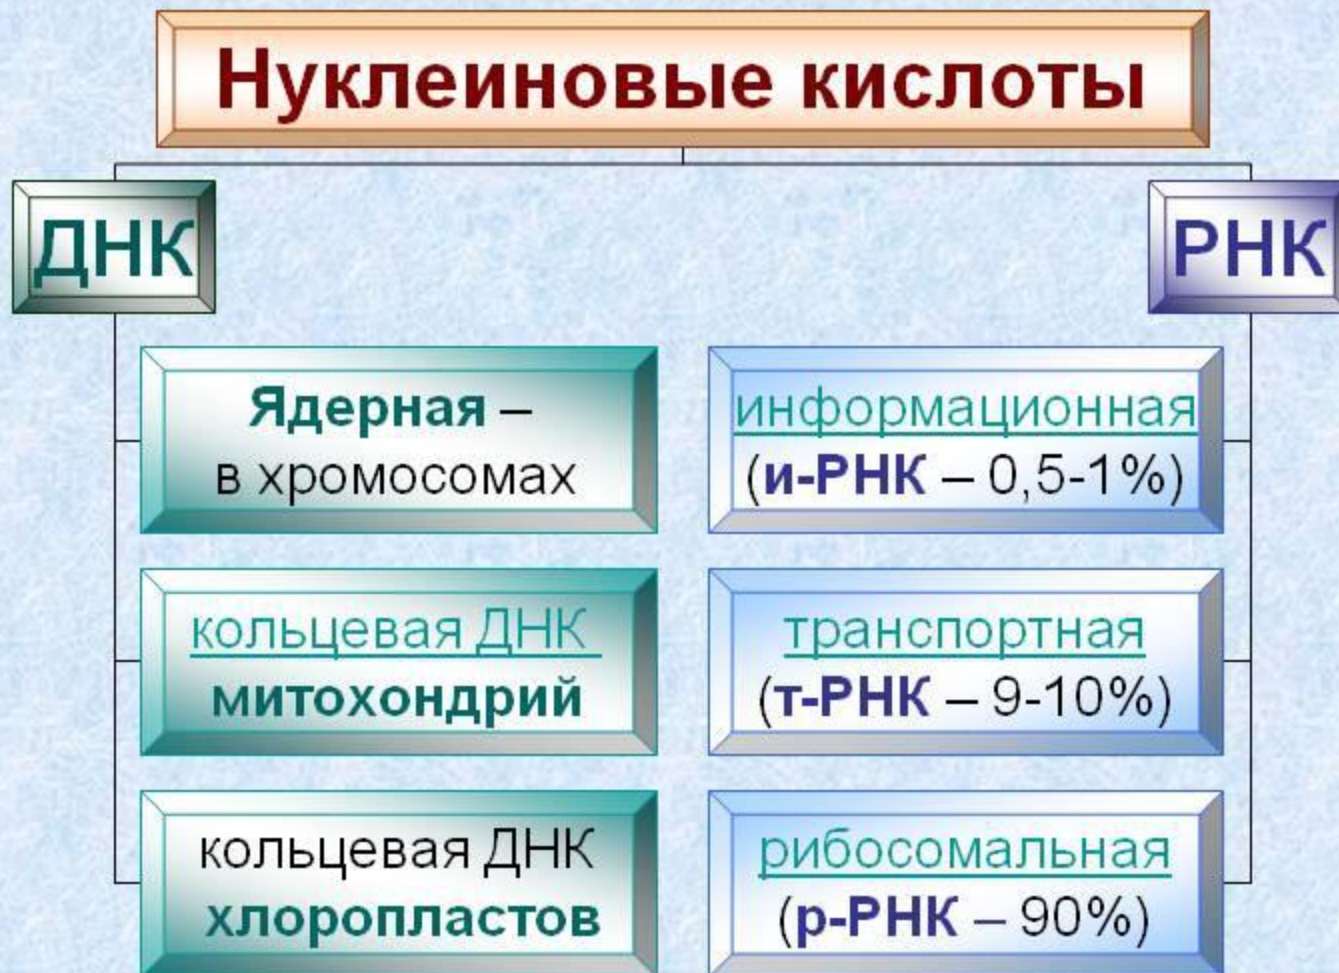 Нуклеиновые кислоты
ДНК
РНК
Ядерная –
в хромосомах
кольцевая ДНК
митохондрий
кольцевая ДНК
хлоропластов
информационная
(и-РНК – 0,5-1%)
транспортная
(т-РНК – 9-10%)
рибосомальная
(р-РНК – 90%)